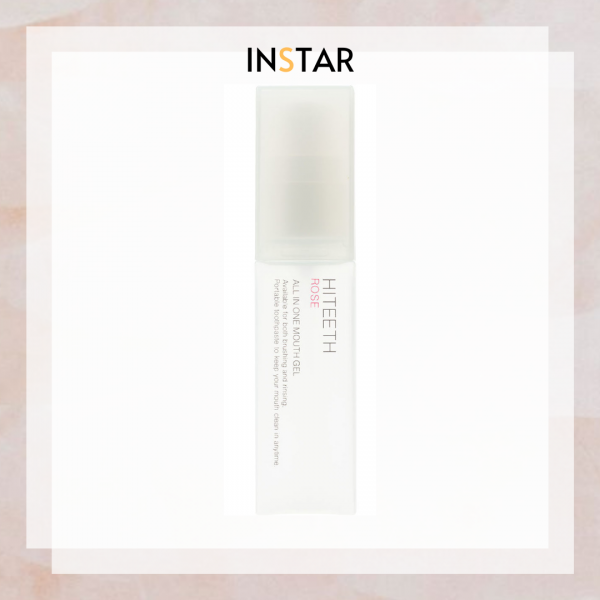 INSTAR
HITEETH
ROSE
ALL IN ONE MOUTH GEL
Available for both brushing and rinsing.
Portable toothpaste to keep your mouth clean in anytime